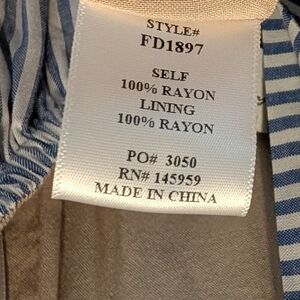 STYLE#
FD1897
SELF
100% RAYON
LINING
100% RAYON
PO# 3050
RN# 145959
MADE IN CHINA